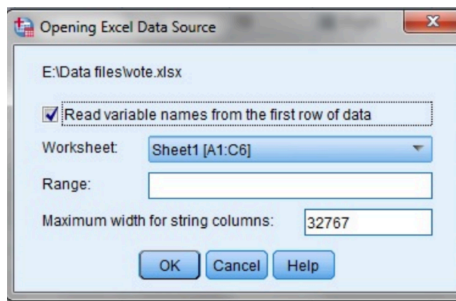 Opening Excel Data Source
E:\Data files\vote.xlsx
Read variable names from the first row of data
Worksheet: Sheet1 [A1:C6]
Range:
Maximum width for string columns: 32767
OK Cancel Help